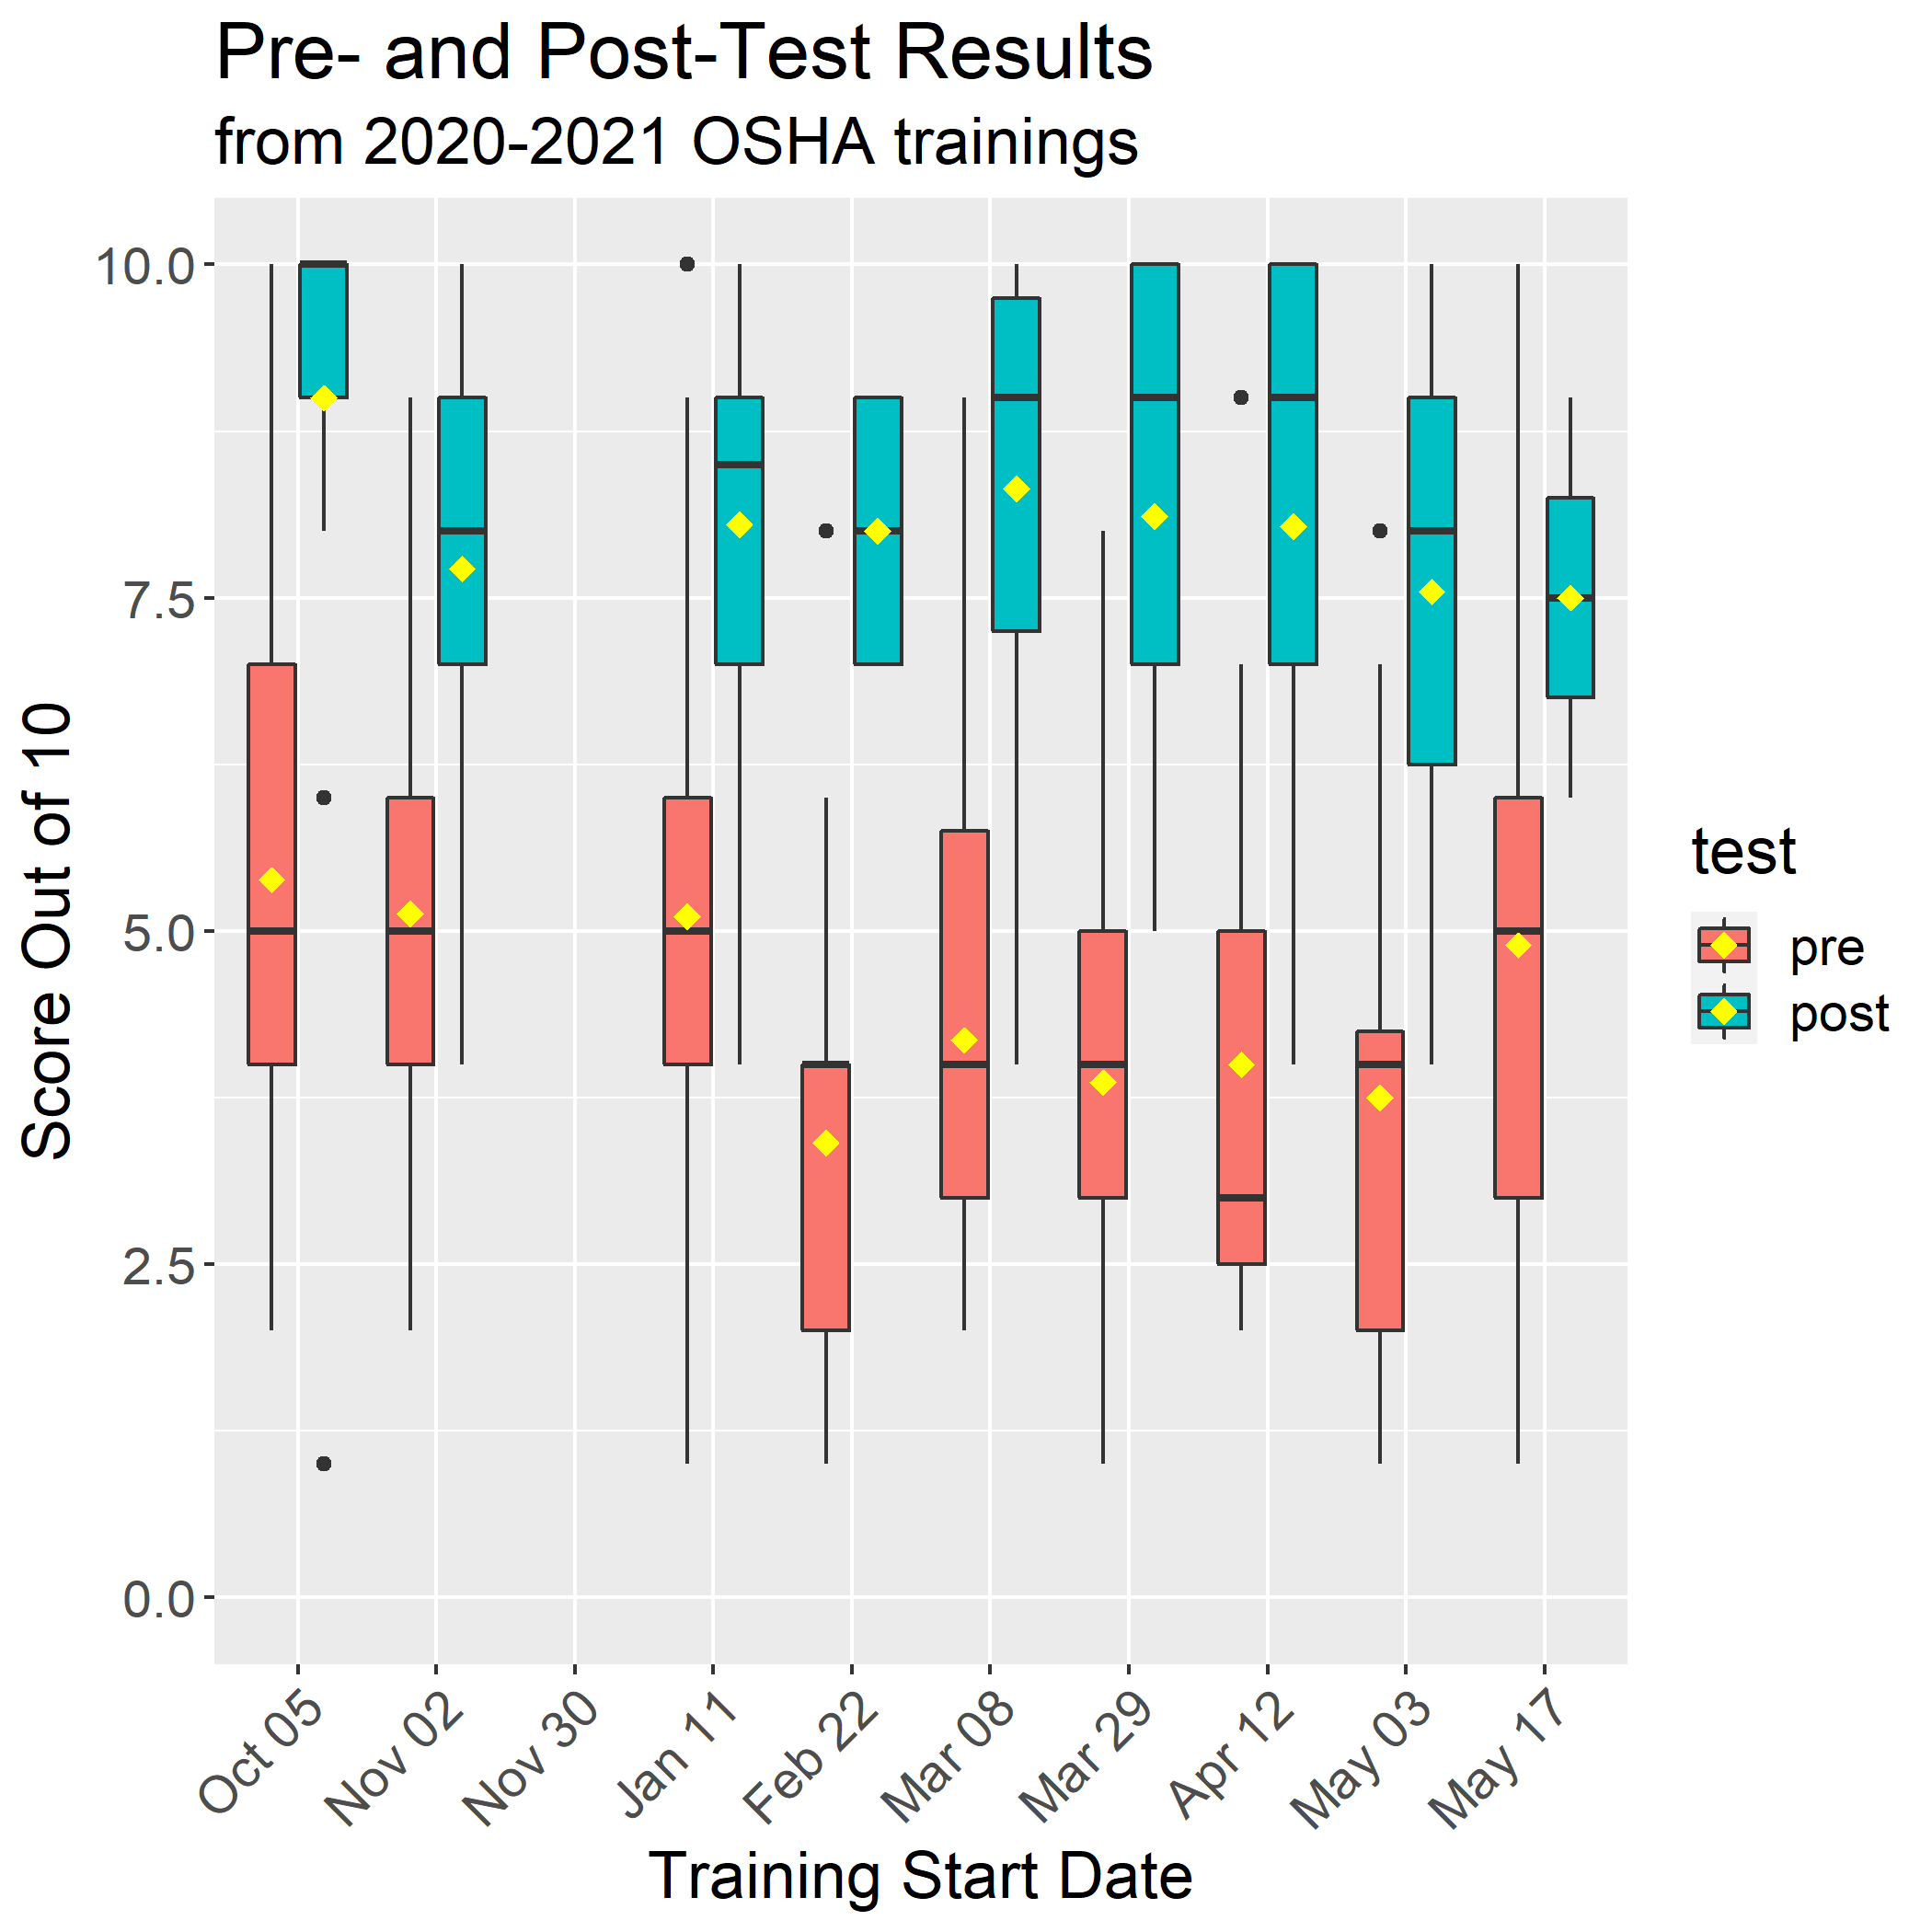 Pre- and Post-Test Results
from 2020-2021 OSHA trainings
Score Out of 10
10.0
7.5
5.0
2.5
0.0
Oct 05
Nov 02
Nov 30
Jan 11
Feb 22
Mar 08
Mar 29
Apr 12
May 03
May 17
Training Start Date
test
pre
post